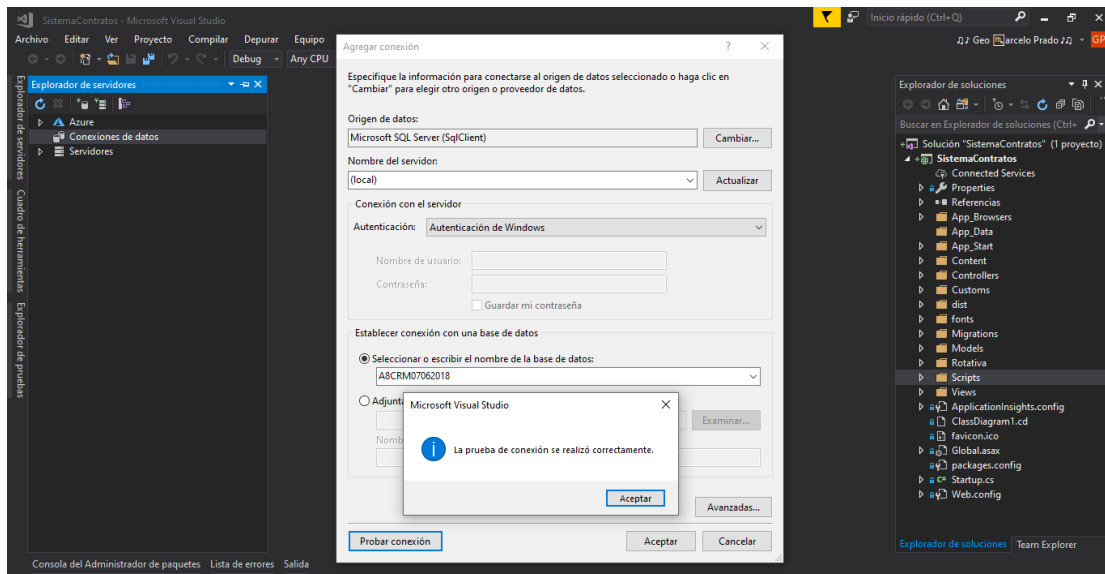 SistemaContratos - Microsoft Visual Studio
Inicio rápido (Ctrl+Q)
Archivo Editar Ver Proyecto Compilar Depurar Equipo
Geo Marcelo Prado
GP
Debug Any CPU
Explorador de servidores
Cuadro de herramientas
Explorador de pruebas
Explorador de servidores
Azure
Conexiones de datos
Servidores
Agregar conexión
Especifique la información para conectarse al origen de datos seleccionado o haga clic en
"Cambiar" para elegir otro origen o proveedor de datos.
Origen de datos:
Microsoft SQL Server (SqlClient)
Cambiar...
Nombre del servidor:
(local)
Actualizar
Conexión con el servidor
Autenticación: Autenticación de Windows
Nombre de usuario:
Contraseña:
Guardar mi contraseña
Establecer conexión con una base de datos
Seleccionar o escribir el nombre de la base de datos:
A8CRM07062018
Examinar...
Microsoft Visual Studio
La prueba de conexión se realizó correctamente.
Aceptar
Avanzadas...
Probar conexión Aceptar Cancelar
Explorador de soluciones
Buscar en Explorador de soluciones (Ctrl+
Solución "SistemaContratos" (1 proyecto)
SistemaContratos
Connected Services
Properties
Referencias
App_Browsers
App_Data
App_Start
Content
Controllers
Customs
dist
fonts
Migrations
Models
Rotativa
Scripts
Views
ApplicationInsights.config
ClassDiagram1.cd
favicon.ico
Global.asax
packages.config
Startup.cs
Web.config
Explorador de soluciones Team Explorer
Consola del Administrador de paquetes Lista de errores Salida